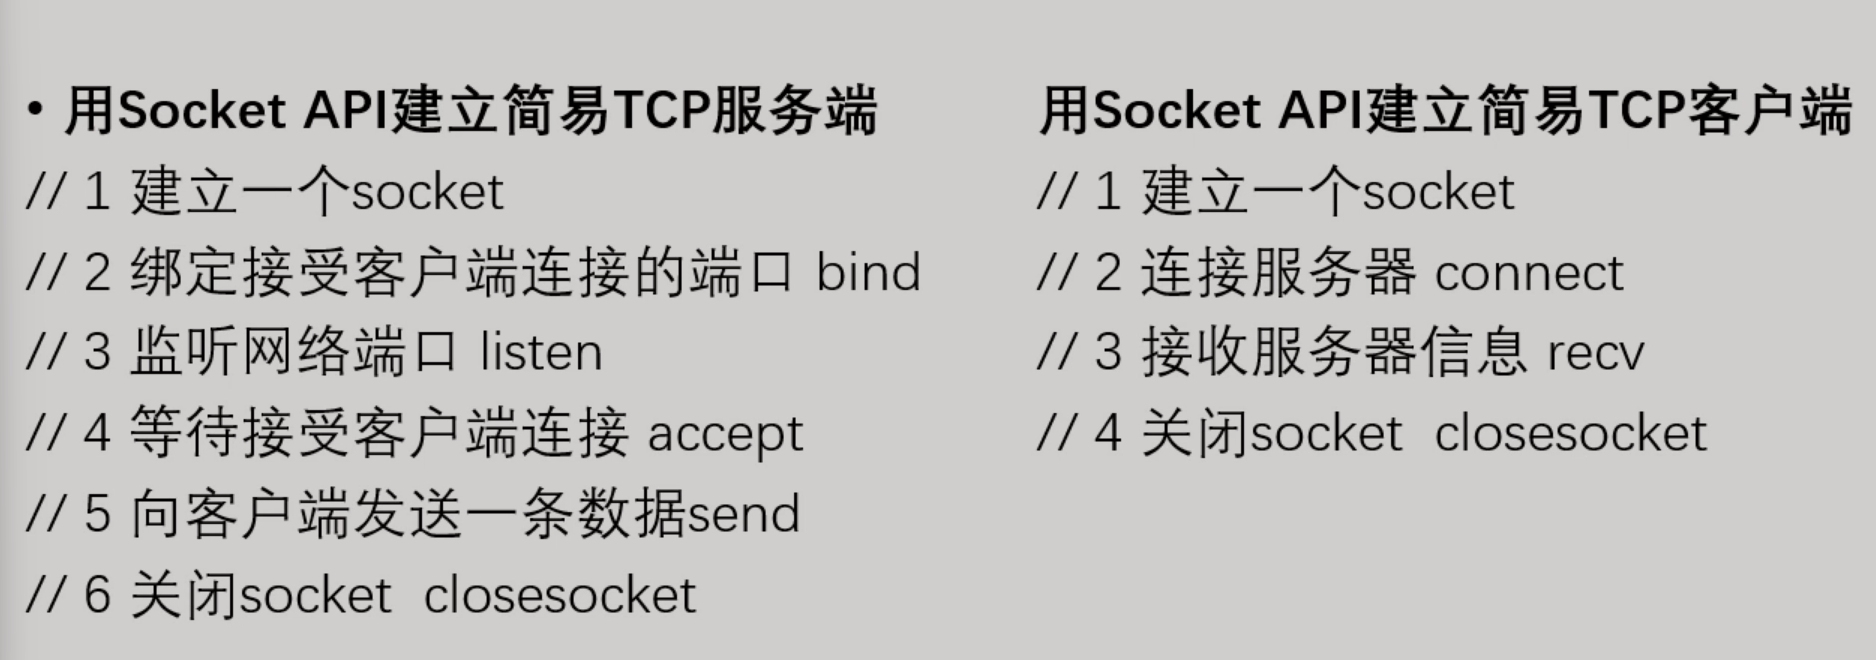 • 用Socket API建立简易TCP服务端
// 1 建立一个socket
// 2 绑定接受客户端连接的端口 bind
// 3 监听网络端口 listen
// 4 等待接受客户端连接 accept
// 5 向客户端发送一条数据send
// 6 关闭socket  closesocket
用Socket API建立简易TCP客户端
// 1 建立一个socket
// 2 连接服务器 connect
// 3 接收服务器信息 recv
// 4 关闭socket  closesocket